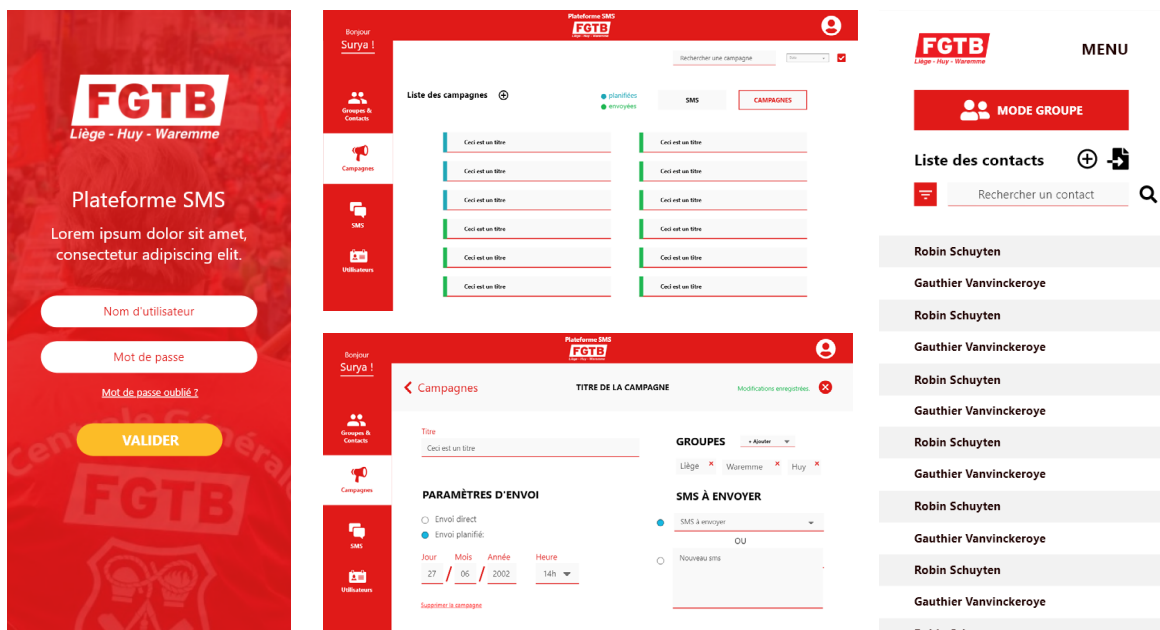 FGTB
Liège - Huy - Waremme
Plateforme SMS
Lorem ipsum dolor sit amet,
consectetur adipiscing elit.
Nom d'utilisateur
Mot de passe
Mot de passe oublié ?
VALIDER
Centrale Général
FGTB
Bonjour
Surya !
Groupes &
Contacts
Campagnes
SMS
Utilisateurs
Plateforme SMS
FGTB
Liège - Huy - Waremme
Rechercher une campagne
Liste des campagnes
planifiées
envoyées
SMS
CAMPAGNES
Ceci est un titre
Ceci est un titre
Ceci est un titre
Ceci est un titre
Ceci est un titre
Ceci est un titre
Ceci est un titre
Ceci est un titre
Ceci est un titre
Ceci est un titre
Ceci est un titre
Ceci est un titre
Bonjour
Surya !
Groupes &
Contacts
Campagnes
SMS
Utilisateurs
Plateforme SMS
FGTB
Liège - Huy - Waremme
Campagnes
TITRE DE LA CAMPAGNE
Modifications enregistrées.
Titre
Ceci est un titre
PARAMÈTRES D'ENVOI
Envoi direct
Envoi planifié:
Jour Mois Année Heure
27 / 06 / 2002 14h
Supprimer la campagne
GROUPES
+ Ajouter
Liège × Waremme × Huy ×
SMS À ENVOYER
SMS à envoyer
OU
Nouveau sms
FGTB
Liège - Huy - Waremme
MENU
MODE GROUPE
Liste des contacts
Rechercher un contact
Robin Schuyten
Gauthier Vanvinckeroye
Robin Schuyten
Gauthier Vanvinckeroye
Robin Schuyten
Gauthier Vanvinckeroye
Robin Schuyten
Gauthier Vanvinckeroye
Robin Schuyten
Gauthier Vanvinckeroye
Robin Schuyten
Gauthier Vanvinckeroye